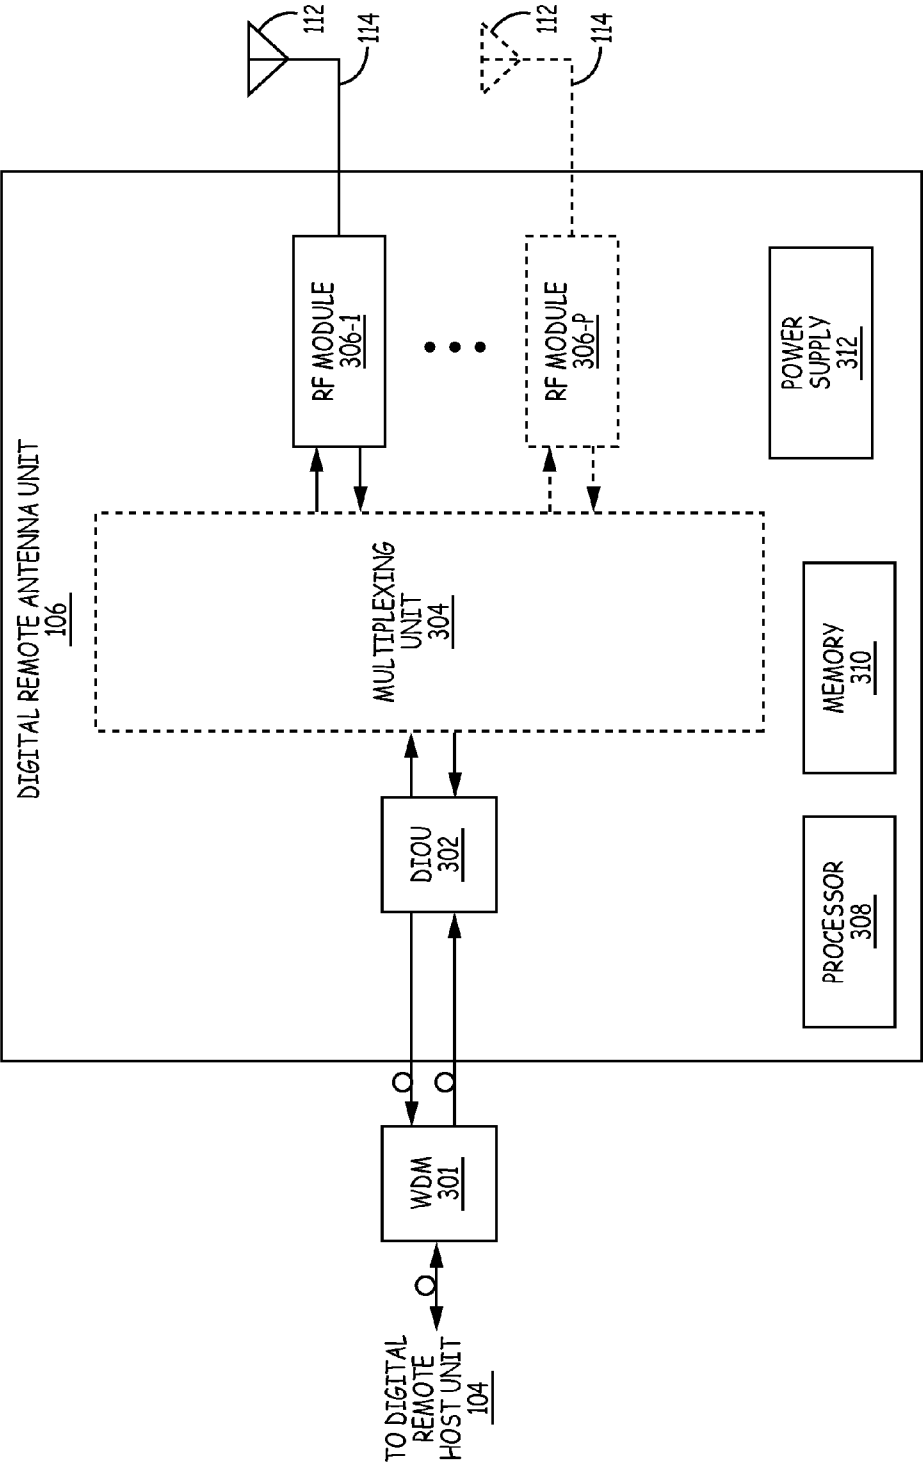 DIGITAL REMOTE ANTENNA UNIT
106
TO DIGITAL
REMOTE
HOST UNIT
104
WDM
301
DIOU
302
MULTIPLEXING
UNIT
304
RF MODULE
306-1
112
114
RF MODULE
306-P
112
114
PROCESSOR
308
MEMORY
310
POWER
SUPPLY
312